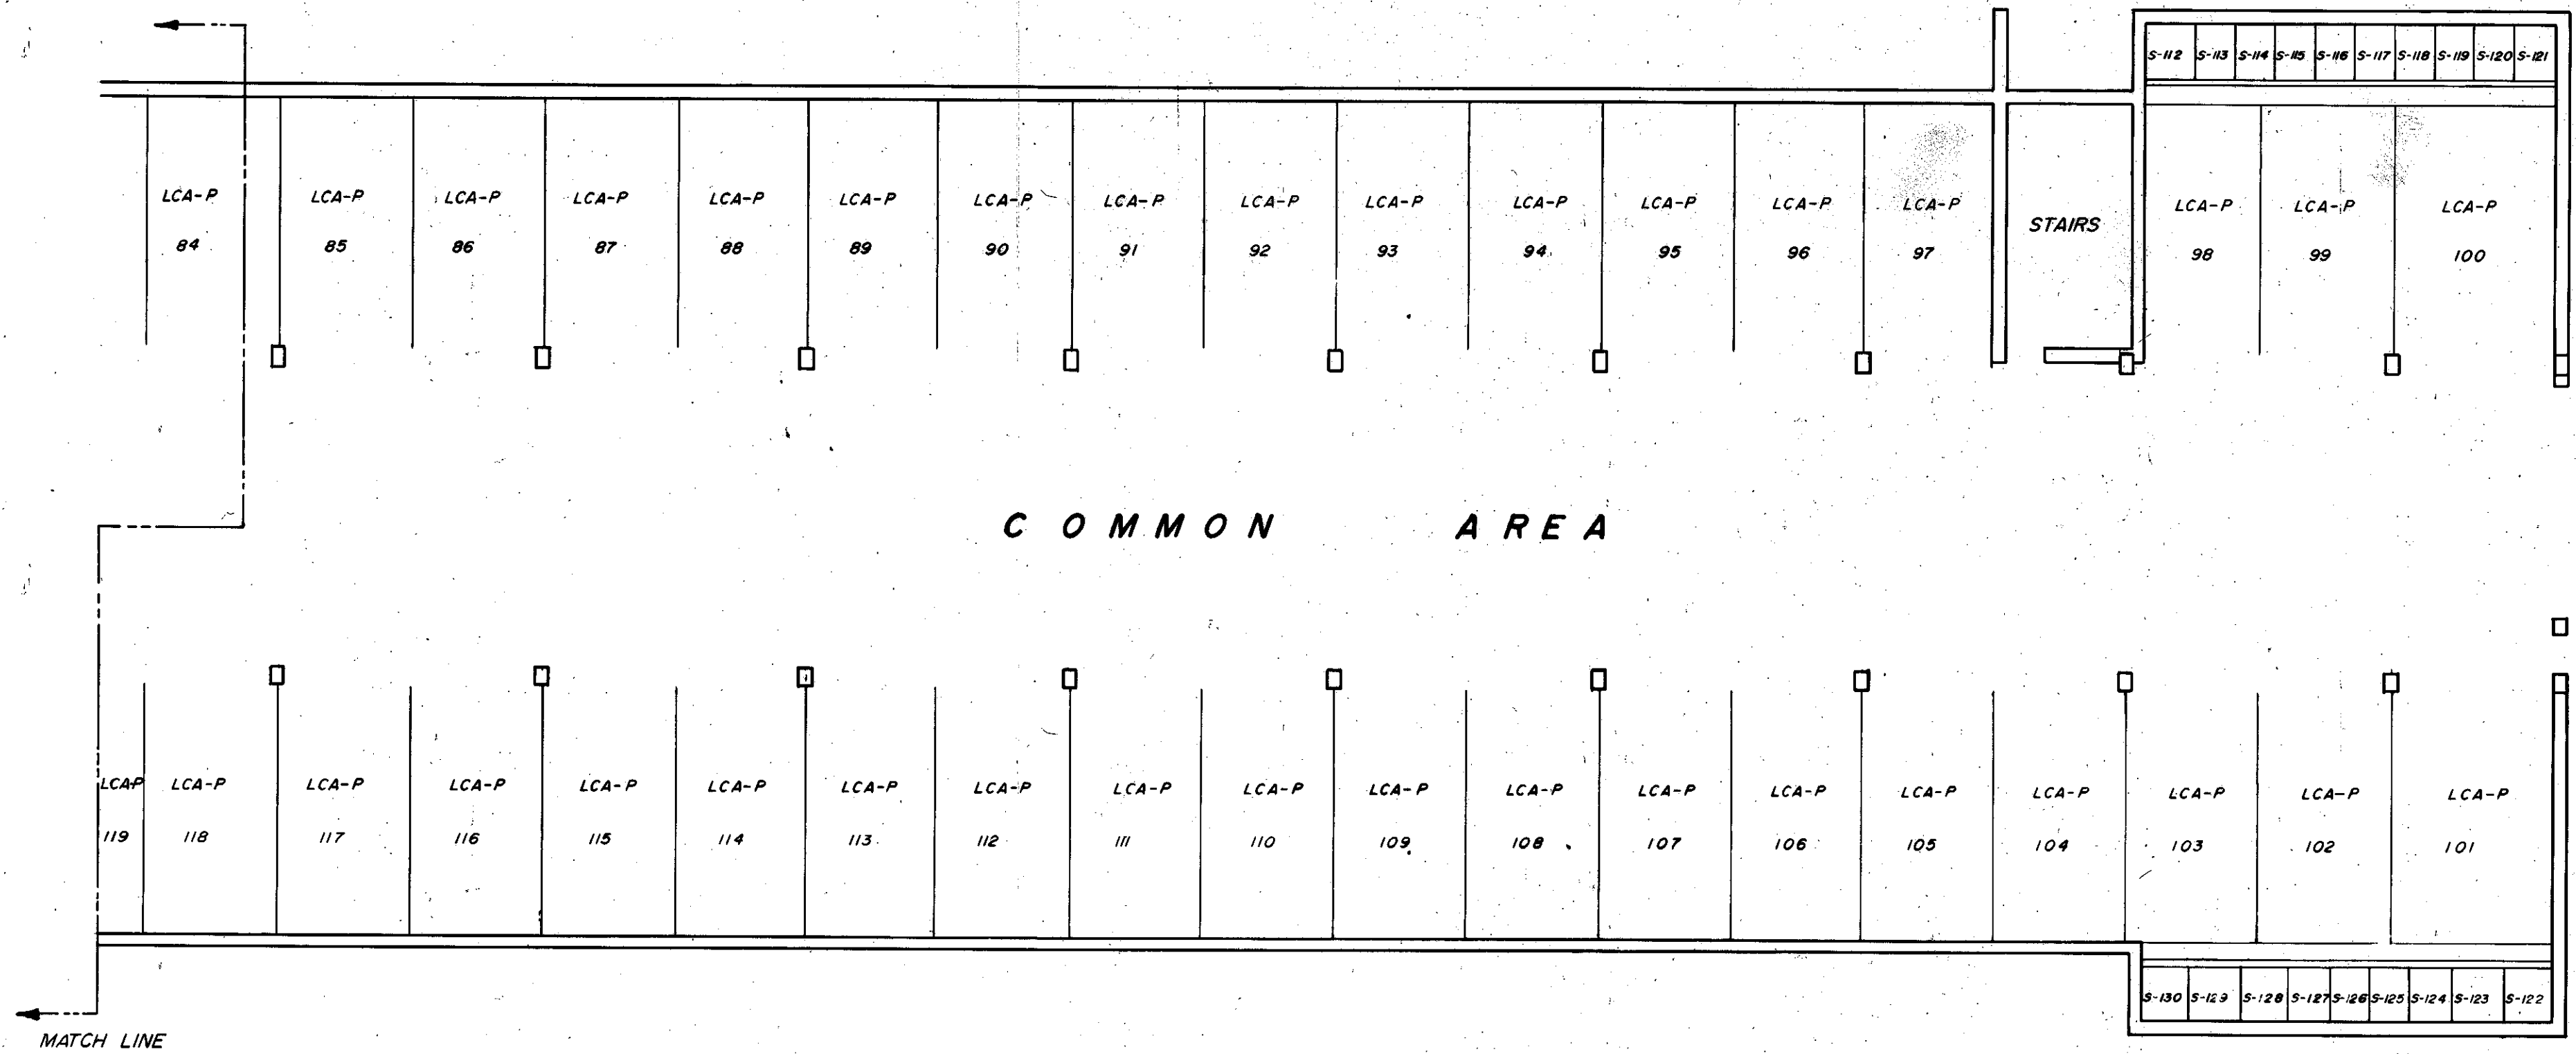 S-112 S-113 S-114 S-115 S-116 S-117 S-118 S-119 S-120 S-121
LCA-P LCA-P LCA-P LCA-P LCA-P LCA-P LCA-P LCA-P LCA-P LCA-P LCA-P LCA-P LCA-P LCA-P STAIRS LCA-P LCA-P LCA-P
84 85 86 87 88 89 90 91 92 93 94 95 96 97 98 99 100
COMMON AREA
LCA-P LCA-P LCA-P LCA-P LCA-P LCA-P LCA-P LCA-P LCA-P LCA-P LCA-P LCA-P LCA-P LCA-P LCA-P LCA-P LCA-P LCA-P LCA-P
119 118 117 116 115 114 113 112 111 110 109 108 107 106 105 104 103 102 101
S-130 S-129 S-128 S-127 S-126 S-125 S-124 S-123 S-122
MATCH LINE